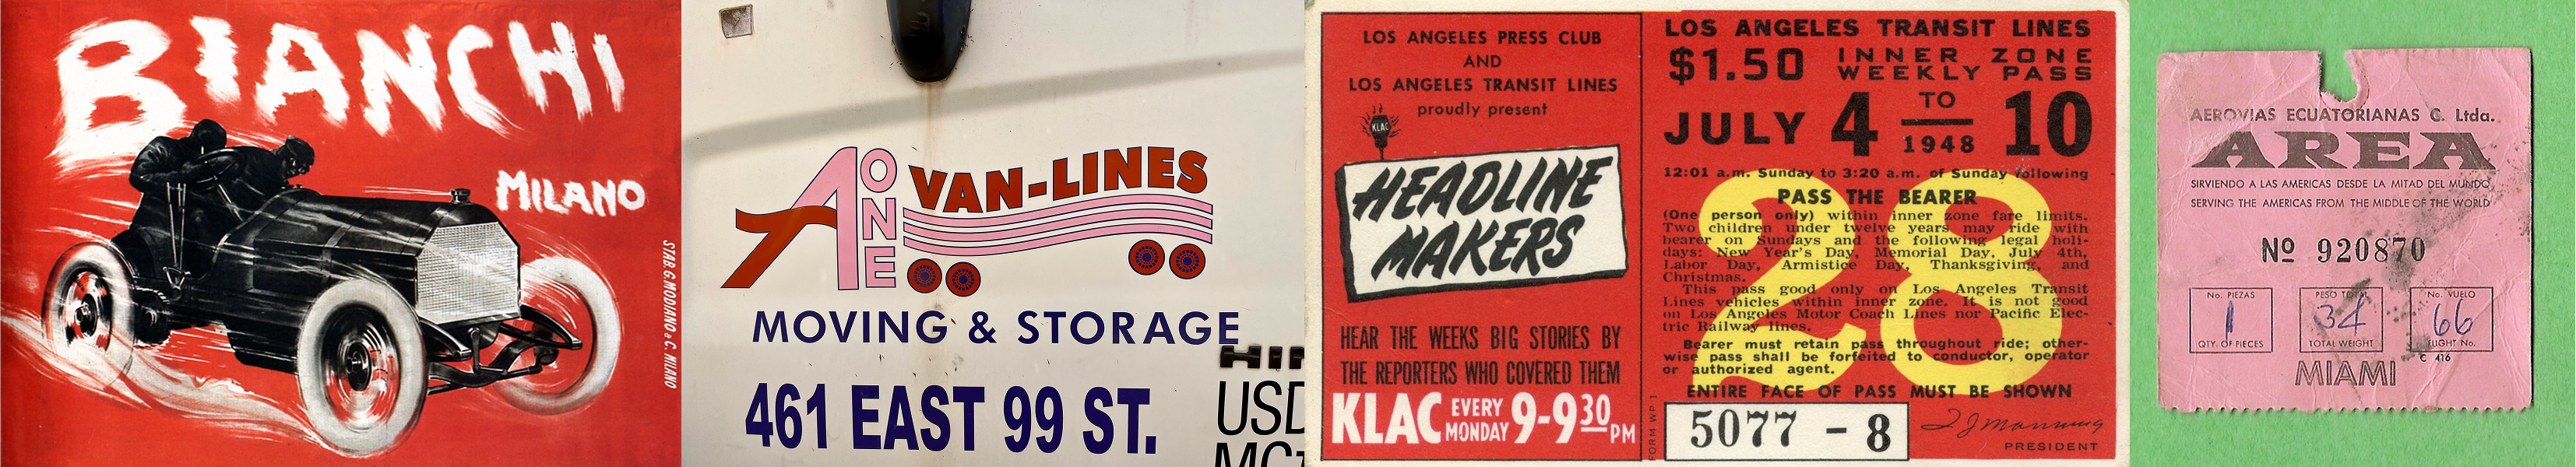 BIANCHI
MILANO
STAB. G. MODIANO & C. MILANO
A ONE VAN-LINES
MOVING & STORAGE
461 EAST 99 ST.
USD
MC
LOS ANGELES PRESS CLUB
AND
LOS ANGELES TRANSIT LINES
proudly present
KLAC
HEADLINE
MAKERS
HEAR THE WEEKS BIG STORIES BY
THE REPORTERS WHO COVERED THEM
KLAC EVERY MONDAY 9-9 30 PM
FORM WP 1
LOS ANGELES TRANSIT LINES
$1.50 INNER ZONE
WEEKLY PASS
JULY 4 TO 10
1948
12:01 a.m. Sunday to 3:20 a.m. of Sunday following
28
PASS THE BEARER
(One person only) within inner zone fare limits.
Two children under twelve years may ride with
bearer on Sundays and the following legal holi-
days: New Year's Day, Memorial Day, July 4th,
Labor Day, Armistice Day, Thanksgiving, and
Christmas.
This pass good only on Los Angeles Transit
Lines vehicles within inner zone. It is not good
on Los Angeles Motor Coach Lines nor Pacific Elec-
tric Railway lines.
Bearer must retain pass throughout ride; other-
wise pass shall be forfeited to conductor, operator
or authorized agent.
ENTIRE FACE OF PASS MUST BE SHOWN
5077 - 8
PRESIDENT
AEROVIAS ECUATORIANAS C. Ltda.
AREA
SIRVIENDO A LAS AMERICAS DESDE LA MITAD DEL MUNDO
SERVING THE AMERICAS FROM THE MIDDLE OF THE WORLD
Nº 920870
No. PIEZAS
1
QTY. OF PIECES
PESO TOTAL
34
TOTAL WEIGHT
No. VUELO
66
FLIGHT No.
C 416
MIAMI